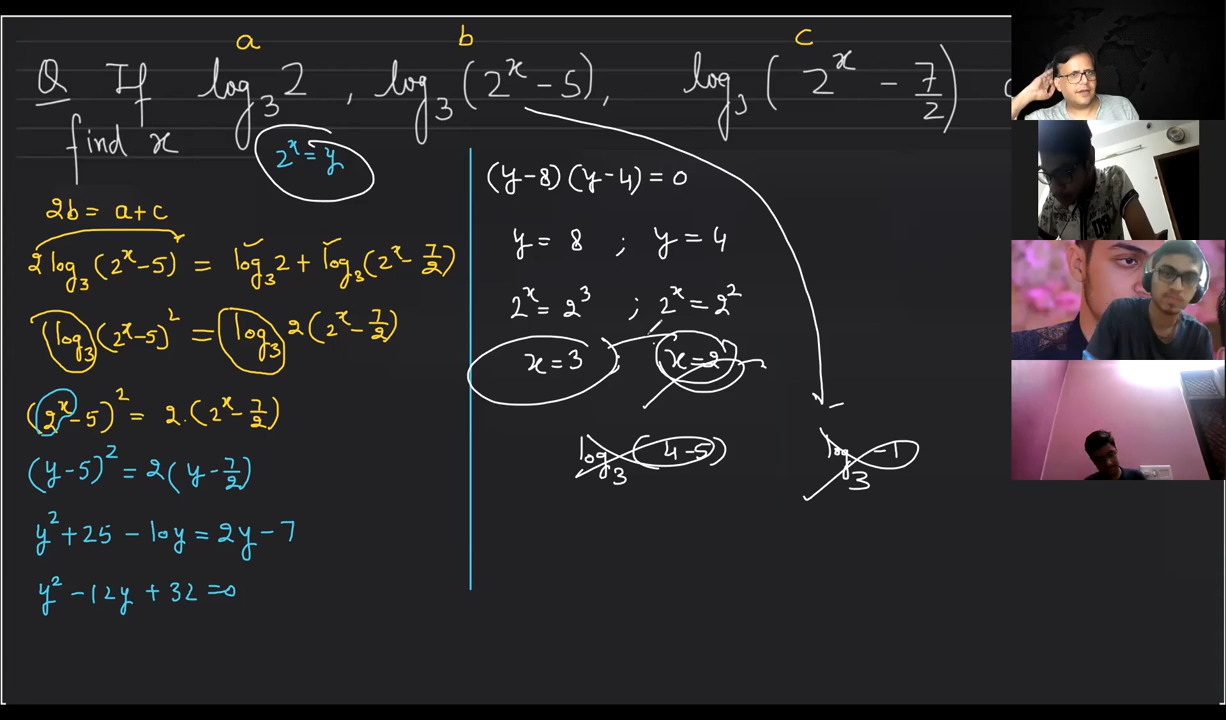 a b c
Q If log₃2, log₃(2ˣ – 5), log₃(2ˣ – 7/2)
find x
2ˣ = y
2b = a + c
2 log₃(2ˣ – 5) = log₃2 + log₃(2ˣ – 7/2)
log₃(2ˣ – 5)² = log₃ 2(2ˣ – 7/2)
(2ˣ – 5)² = 2.(2ˣ – 7/2)
(y – 5)² = 2(y – 7/2)
y² + 25 – 10y = 2y – 7
y² – 12y + 32 = 0
(y – 8)(y – 4) = 0
y = 8 ; y = 4
2ˣ = 2³ ; 2ˣ = 2²
x = 3 x = 2
log₃(4 – 5) log₃ –1